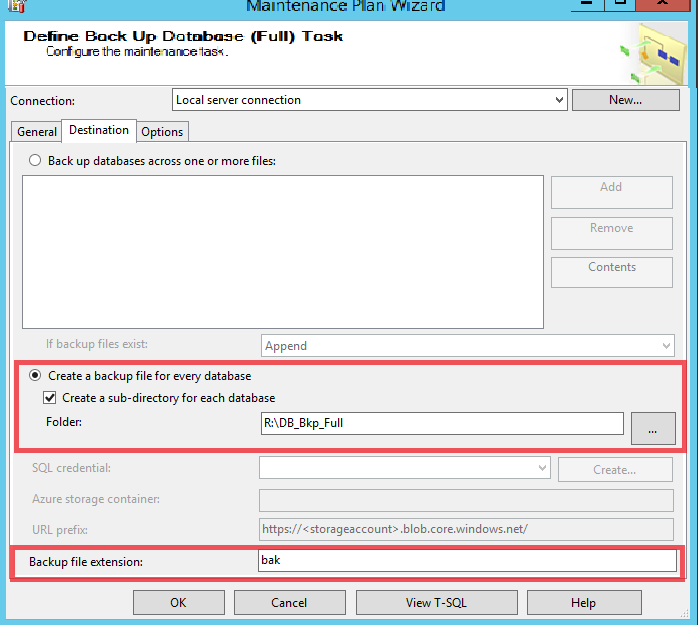 Maintenance Plan Wizard
Define Back Up Database (Full) Task
Configure the maintenance task.
Connection:
Local server connection
New...
General
Destination
Options
Back up databases across one or more files:
Add
Remove
Contents
If backup files exist:
Append
Create a backup file for every database
Create a sub-directory for each database
Folder:
R:\DB_Bkp_Full
...
SQL credential:
Create...
Azure storage container:
URL prefix:
https://<storageaccount>.blob.core.windows.net/
Backup file extension:
bak
OK
Cancel
View T-SQL
Help